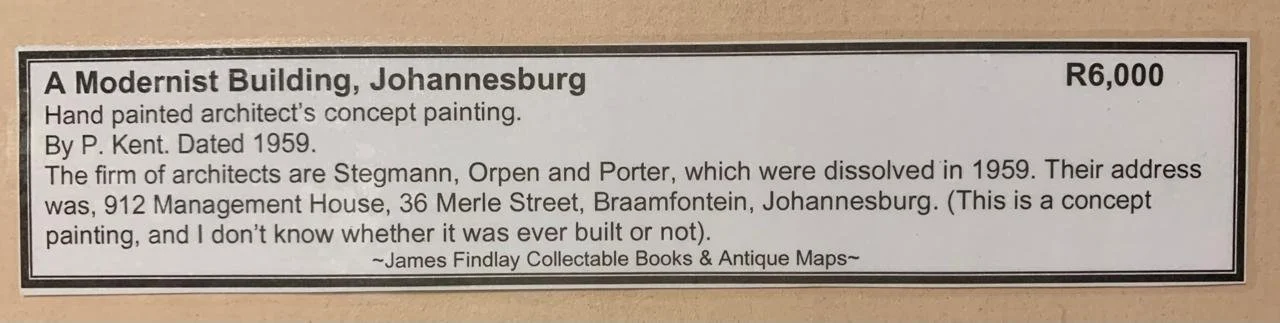 A Modernist Building, Johannesburg R6,000
Hand painted architect's concept painting.
By P. Kent. Dated 1959.
The firm of architects are Stegmann, Orpen and Porter, which were dissolved in 1959. Their address
was, 912 Management House, 36 Merle Street, Braamfontein, Johannesburg. (This is a concept
painting, and I don't know whether it was ever built or not).
~James Findlay Collectable Books & Antique Maps~